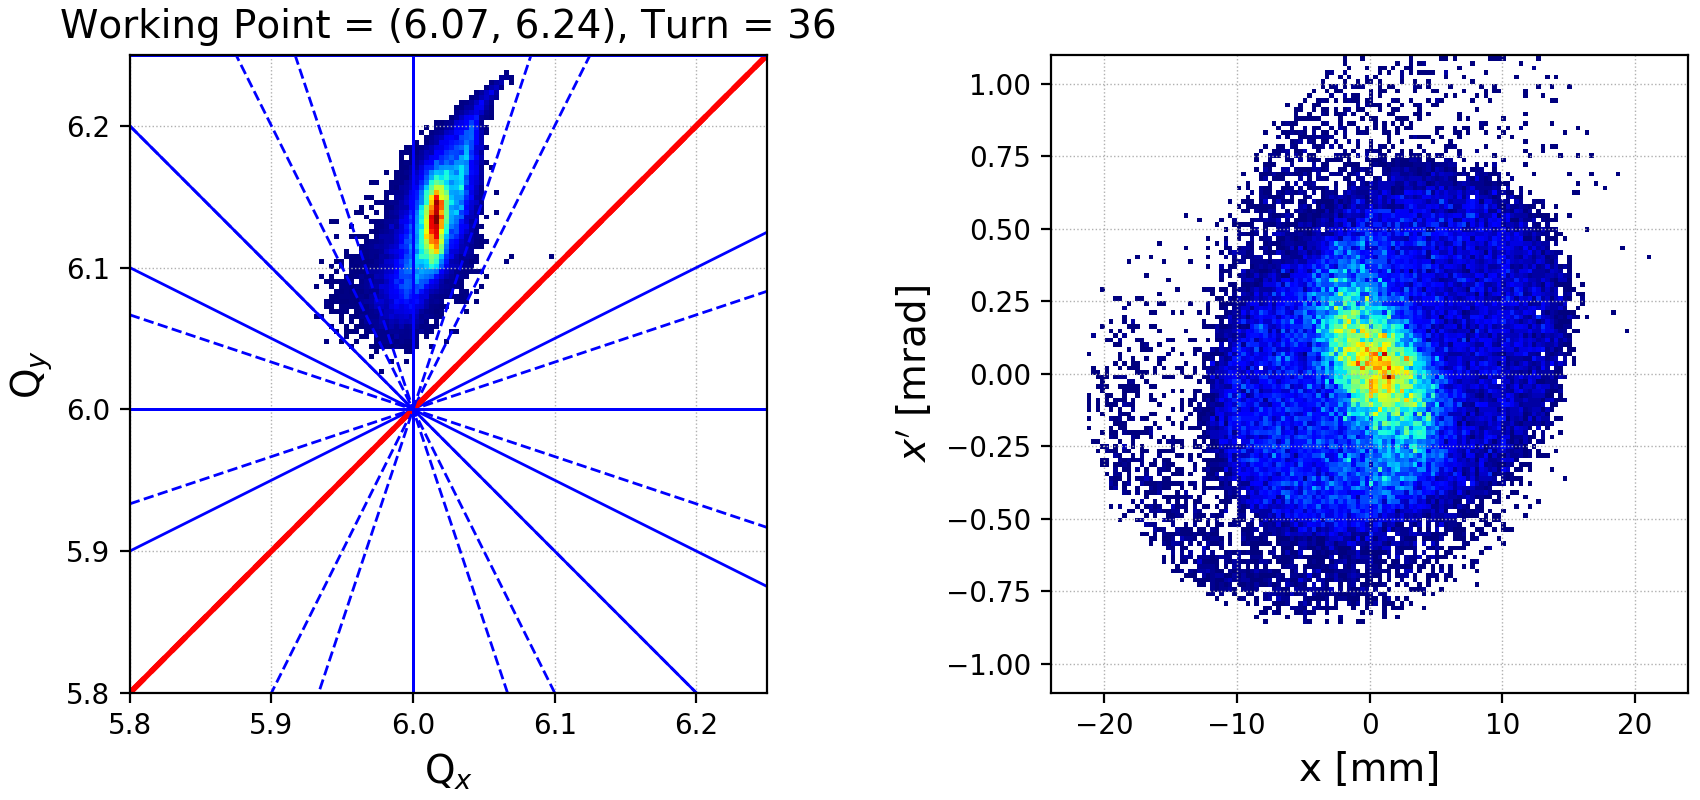 Working Point = (6.07, 6.24), Turn = 36
6.2
6.1
6.0
5.9
5.8
Q_y
5.8 5.9 6.0 6.1 6.2
Q_x
1.00
0.75
0.50
0.25
0.00
−0.25
−0.50
−0.75
−1.00
x′ [mrad]
−20 −10 0 10 20
x [mm]